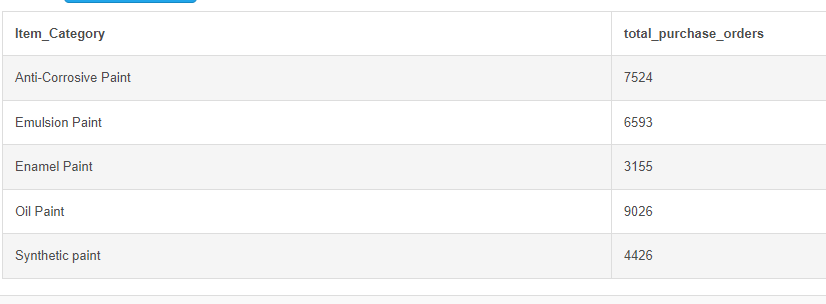 Item_Category total_purchase_orders
Anti-Corrosive Paint 7524
Emulsion Paint 6593
Enamel Paint 3155
Oil Paint 9026
Synthetic paint 4426